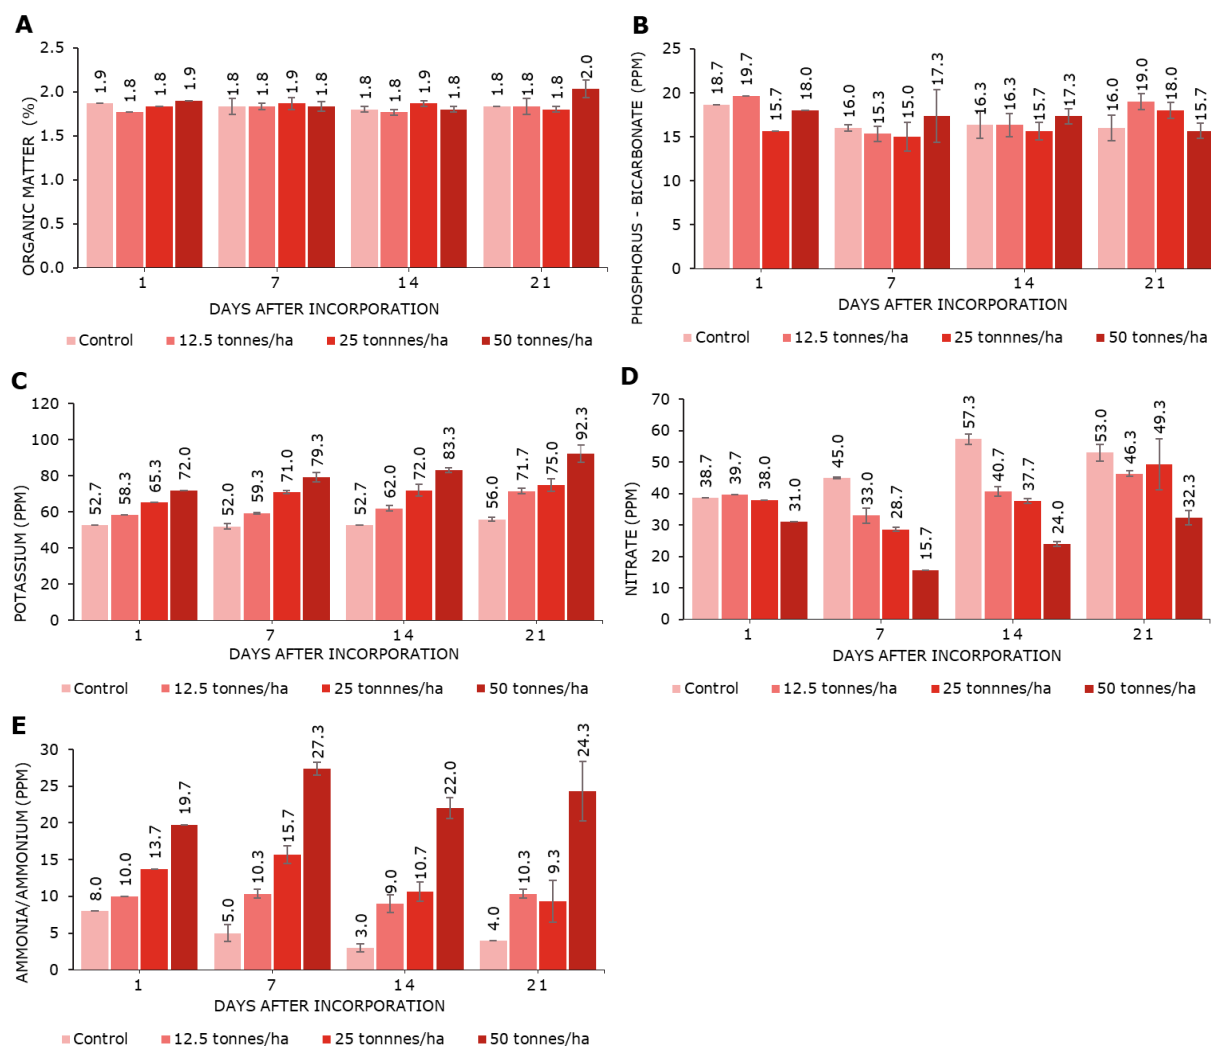 A
ORGANIC MATTER (%)
2.5
2.0
1.5
1.0
0.5
0.0
1.9 1.8 1.8 1.9 1.8 1.8 1.9 1.8 1.8 1.8 1.9 1.8 1.8 1.8 1.8 2.0
1 7 14 21
DAYS AFTER INCORPORATION
Control 12.5 tonnes/ha 25 tonnnes/ha 50 tonnes/ha
B
PHOSPHORUS - BICARBONATE (PPM)
25
20
15
10
5
0
18.7 19.7 15.7 18.0 16.0 15.3 15.0 17.3 16.3 16.3 15.7 17.3 16.0 19.0 18.0 15.7
1 7 14 21
DAYS AFTER INCORPORATION
Control 12.5 tonnes/ha 25 tonnnes/ha 50 tonnes/ha
C
POTASSIUM (PPM)
120
100
80
60
40
20
0
52.7 58.3 65.3 72.0 52.0 59.3 71.0 79.3 52.7 62.0 72.0 83.3 56.0 71.7 75.0 92.3
1 7 14 21
DAYS AFTER INCORPORATION
Control 12.5 tonnes/ha 25 tonnnes/ha 50 tonnes/ha
D
NITRATE (PPM)
70
60
50
40
30
20
10
0
38.7 39.7 38.0 31.0 45.0 33.0 28.7 15.7 57.3 40.7 37.7 24.0 53.0 46.3 49.3 32.3
1 7 14 21
DAYS AFTER INCORPORATION
Control 12.5 tonnes/ha 25 tonnnes/ha 50 tonnes/ha
E
AMMONIA/AMMONIUM (PPM)
30
25
20
15
10
5
0
8.0 10.0 13.7 19.7 5.0 10.3 15.7 27.3 3.0 9.0 10.7 22.0 4.0 10.3 9.3 24.3
1 7 14 21
DAYS AFTER INCORPORATION
Control 12.5 tonnes/ha 25 tonnnes/ha 50 tonnes/ha